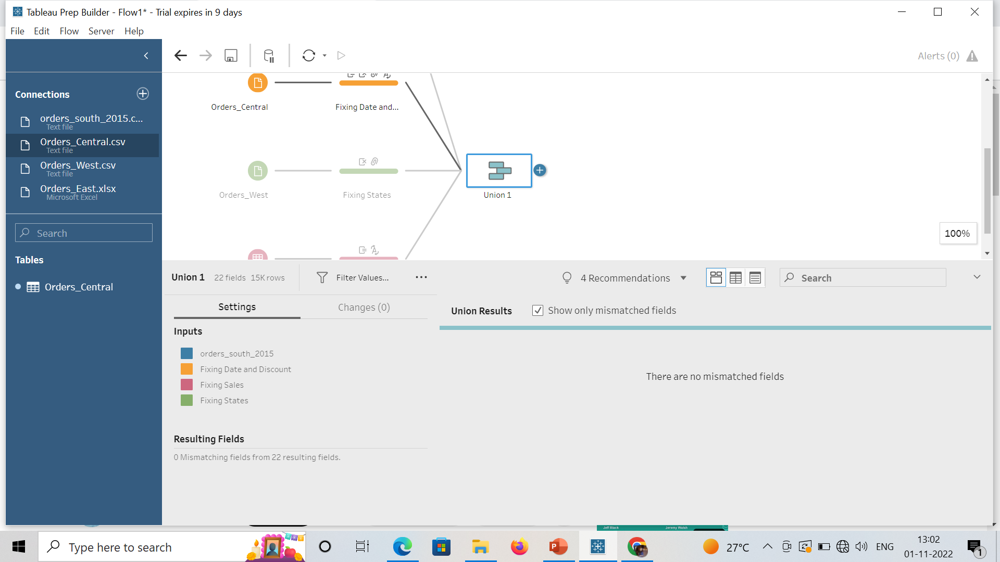 Tableau Prep Builder - Flow1* - Trial expires in 9 days
File Edit Flow Server Help
Alerts (0)
Connections
orders_south_2015.c...
Text file
Orders_Central.csv
Text file
Orders_West.csv
Text file
Orders_East.xlsx
Microsoft Excel
Search
Tables
Orders_Central
Orders_Central
Fixing Date and...
Orders_West
Fixing States
Union 1
100%
Union 1 22 fields 15K rows
Filter Values...
4 Recommendations
Search
Settings
Changes (0)
Inputs
orders_south_2015
Fixing Date and Discount
Fixing Sales
Fixing States
Resulting Fields
0 Mismatching fields from 22 resulting fields.
Union Results
Show only mismatched fields
There are no mismatched fields
Jeff Black
Jeremy Walsh
Type here to search
27°C
ENG
13:02
01-11-2022
1